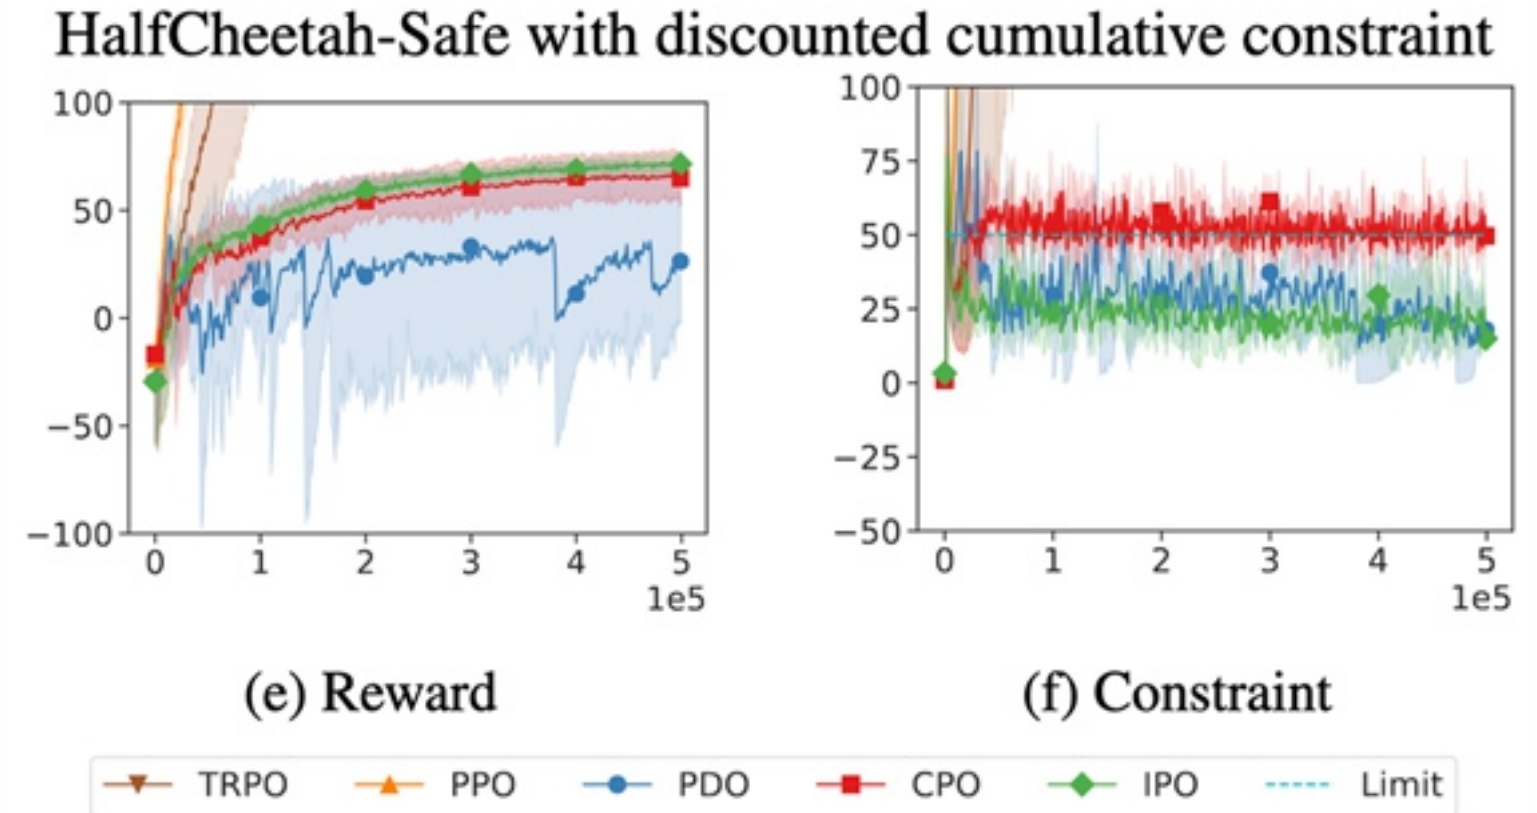 HalfCheetah-Safe with discounted cumulative constraint
100
50
0
−50
−100
0 1 2 3 4 5
1e5
100
75
50
25
0
−25
−50
0 1 2 3 4 5
1e5
(e) Reward
(f) Constraint
TRPO PPO PDO CPO IPO Limit